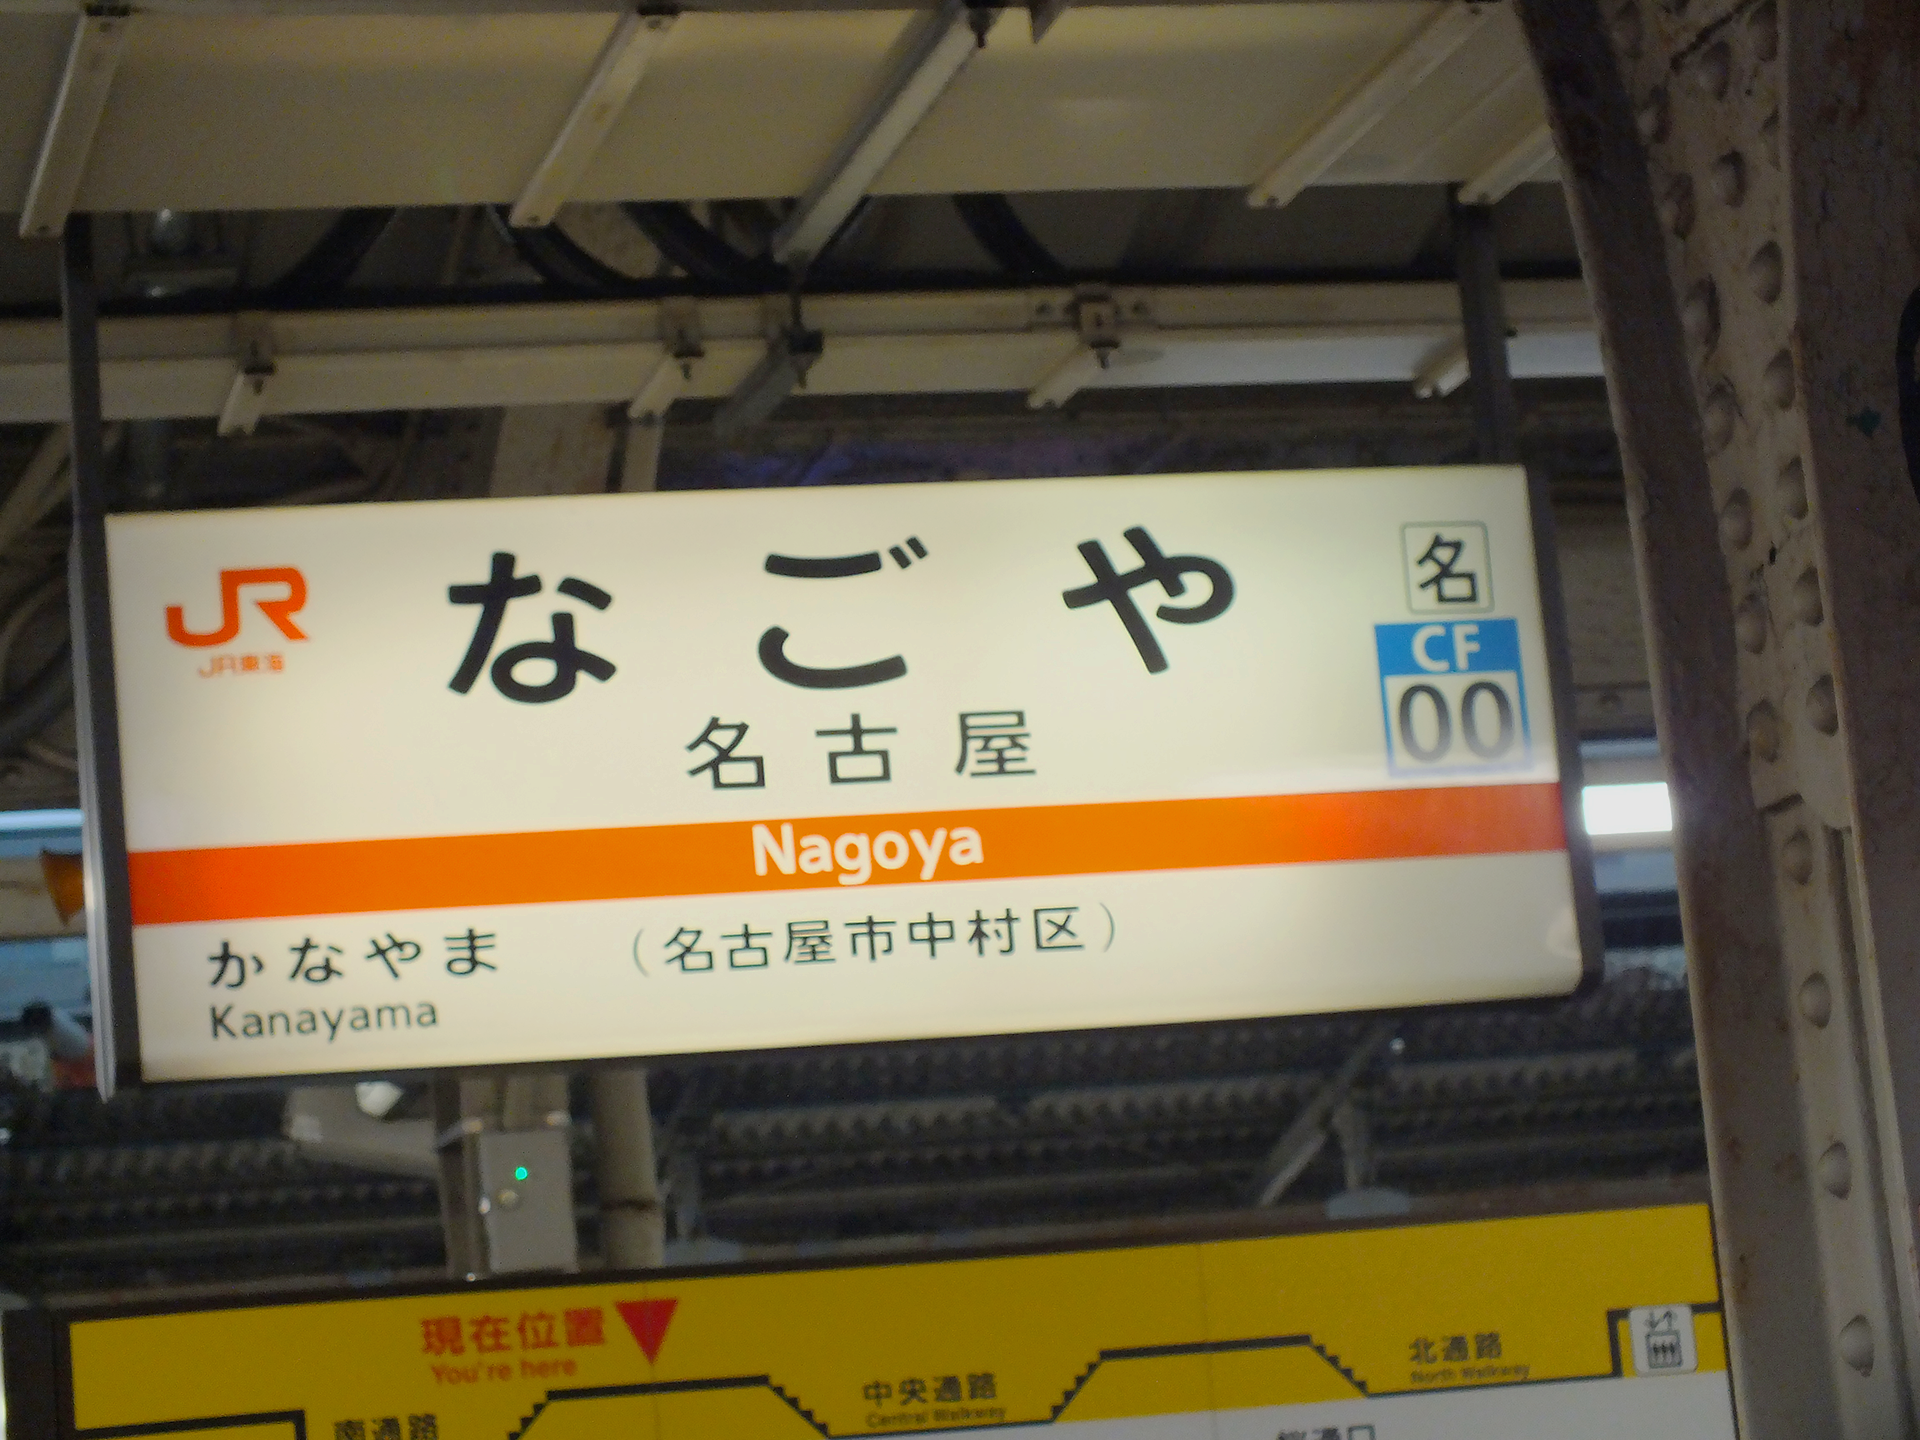 JR
JR東海
なごや
名
CF
00
名古屋
Nagoya
かなやま
(名古屋市中村区)
Kanayama
現在位置
You're here
北通路
North Walkway
中央通路
Central Walkway
南通路